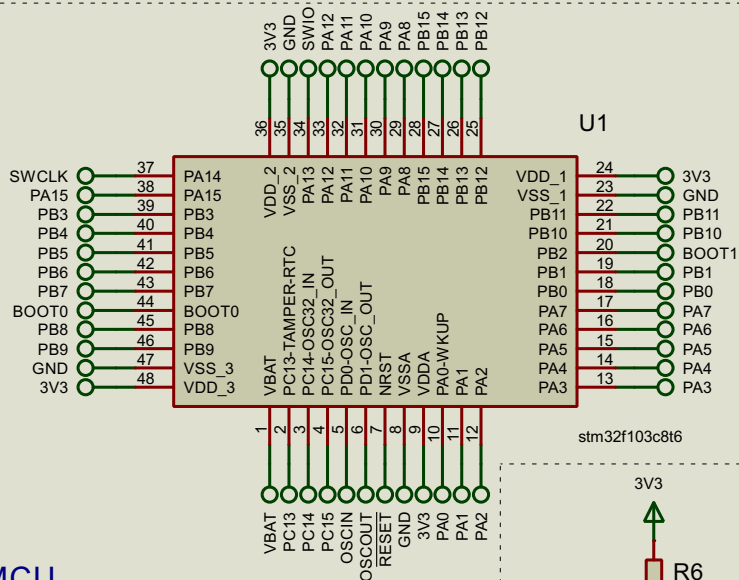 3V3 GND SWIO PA12 PA11 PA10 PA9 PA8 PB15 PB14 PB13 PB12
36 35 34 33 32 31 30 29 28 27 26 25
U1
VDD_2 VSS_2 PA13 PA12 PA11 PA10 PA9 PA8 PB15 PB14 PB13 PB12
SWCLK 37 PA14
PA15 38 PA15
PB3 39 PB3
PB4 40 PB4
PB5 41 PB5
PB6 42 PB6
PB7 43 PB7
BOOT0 44 BOOT0
PB8 45 PB8
PB9 46 PB9
GND 47 VSS_3
3V3 48 VDD_3
VDD_1 24 3V3
VSS_1 23 GND
PB11 22 PB11
PB10 21 PB10
PB2 20 BOOT1
PB1 19 PB1
PB0 18 PB0
PA7 17 PA7
PA6 16 PA6
PA5 15 PA5
PA4 14 PA4
PA3 13 PA3
VBAT PC13-TAMPER-RTC PC14-OSC32_IN PC15-OSC32_OUT PD0-OSC_IN PD1-OSC_OUT NRST VSSA VDDA PA0-WKUP PA1 PA2
1 2 3 4 5 6 7 8 9 10 11 12
stm32f103c8t6
VBAT PC13 PC14 PC15 OSCIN OSCOUT RESET GND 3V3 PA0 PA1 PA2
3V3
R6
MCU